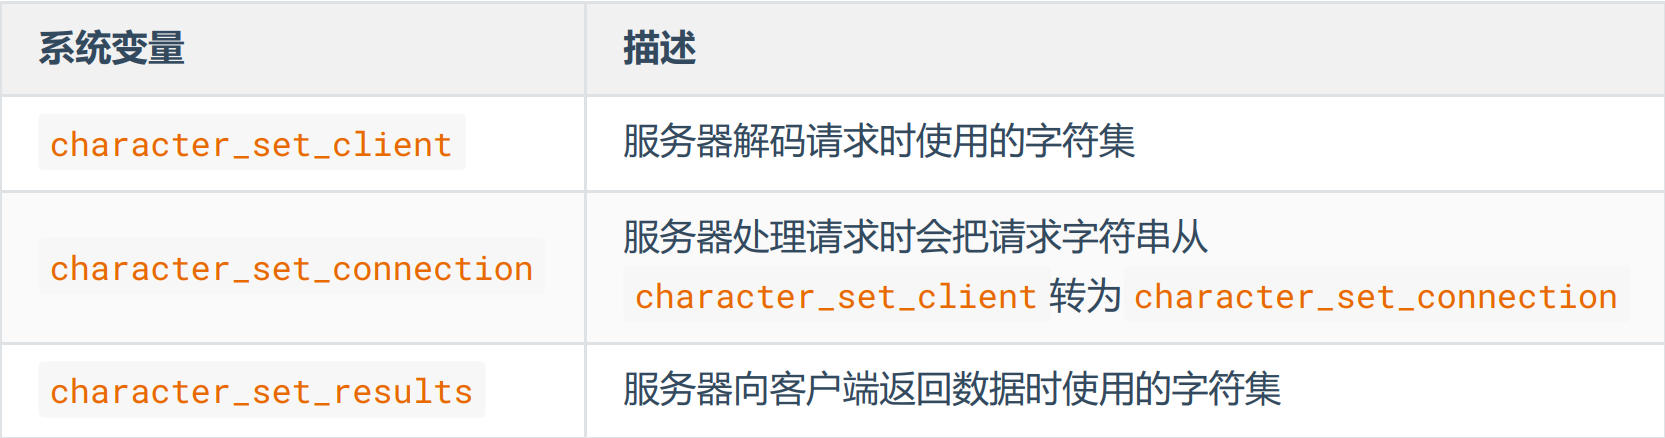 系统变量 描述
character_set_client 服务器解码请求时使用的字符集
character_set_connection 服务器处理请求时会把请求字符串从
character_set_client 转为 character_set_connection
character_set_results 服务器向客户端返回数据时使用的字符集